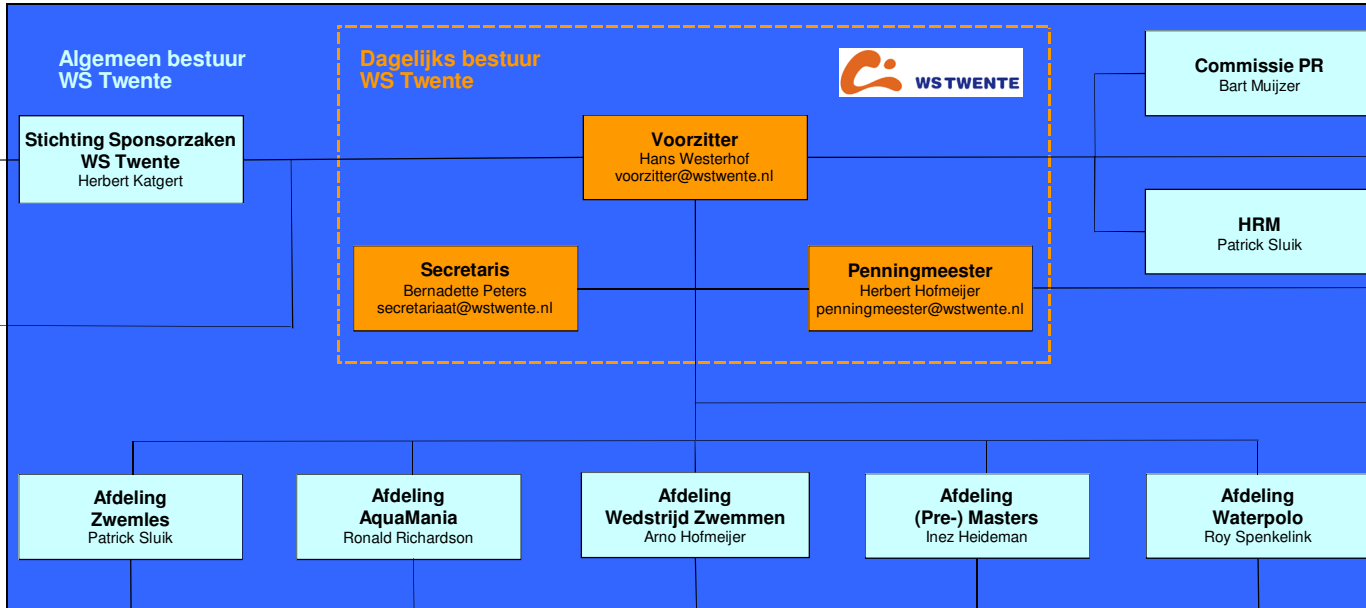 Algemeen bestuur
WS Twente
Dagelijks bestuur
WS Twente
WS TWENTE
Commissie PR
Bart Muijzer
Stichting Sponsorzaken
WS Twente
Herbert Katgert
Voorzitter
Hans Westerhof
voorzitter@wstwente.nl
HRM
Patrick Sluik
Secretaris
Bernadette Peters
secretariaat@wstwente.nl
Penningmeester
Herbert Hofmeijer
penningmeester@wstwente.nl
Afdeling
Zwemles
Patrick Sluik
Afdeling
AquaMania
Ronald Richardson
Afdeling
Wedstrijd Zwemmen
Arno Hofmeijer
Afdeling
(Pre-) Masters
Inez Heideman
Afdeling
Waterpolo
Roy Spenkelink